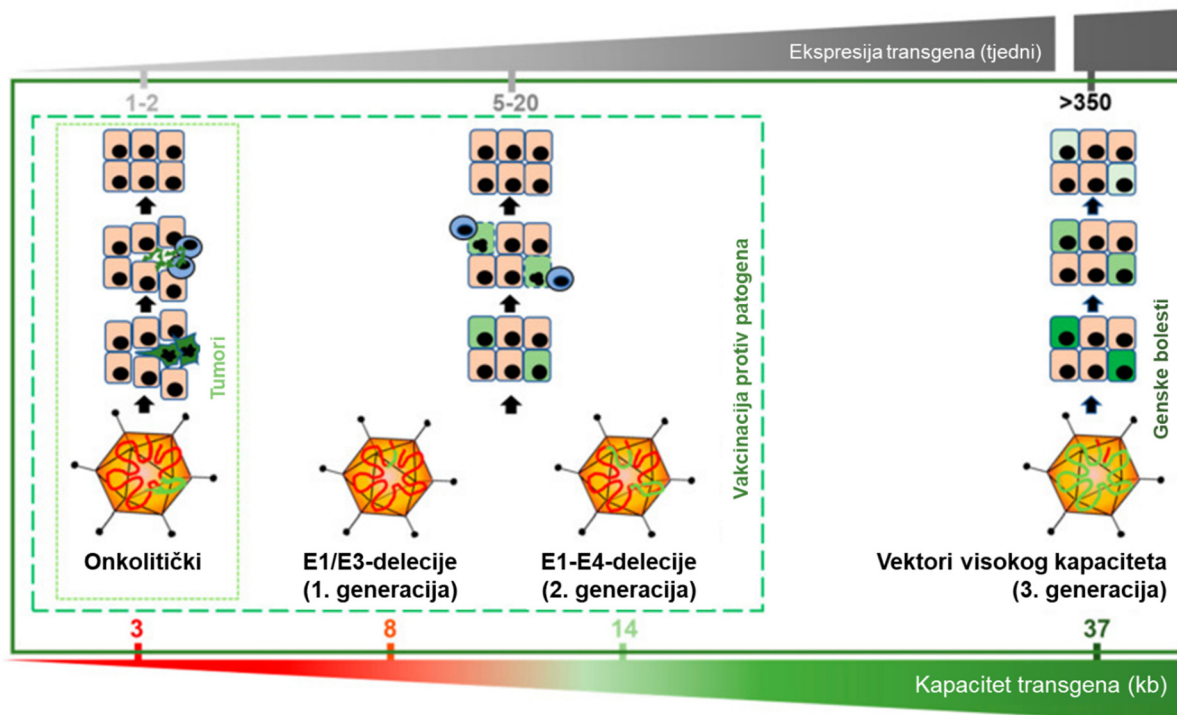 Ekspresija transgena (tjedni)
1-2
5-20
>350
Tumori
Vakcinacija protiv patogena
Genske bolesti
Onkolitički
E1/E3-delecije
(1. generacija)
E1-E4-delecije
(2. generacija)
Vektori visokog kapaciteta
(3. generacija)
3
8
14
37
Kapacitet transgena (kb)